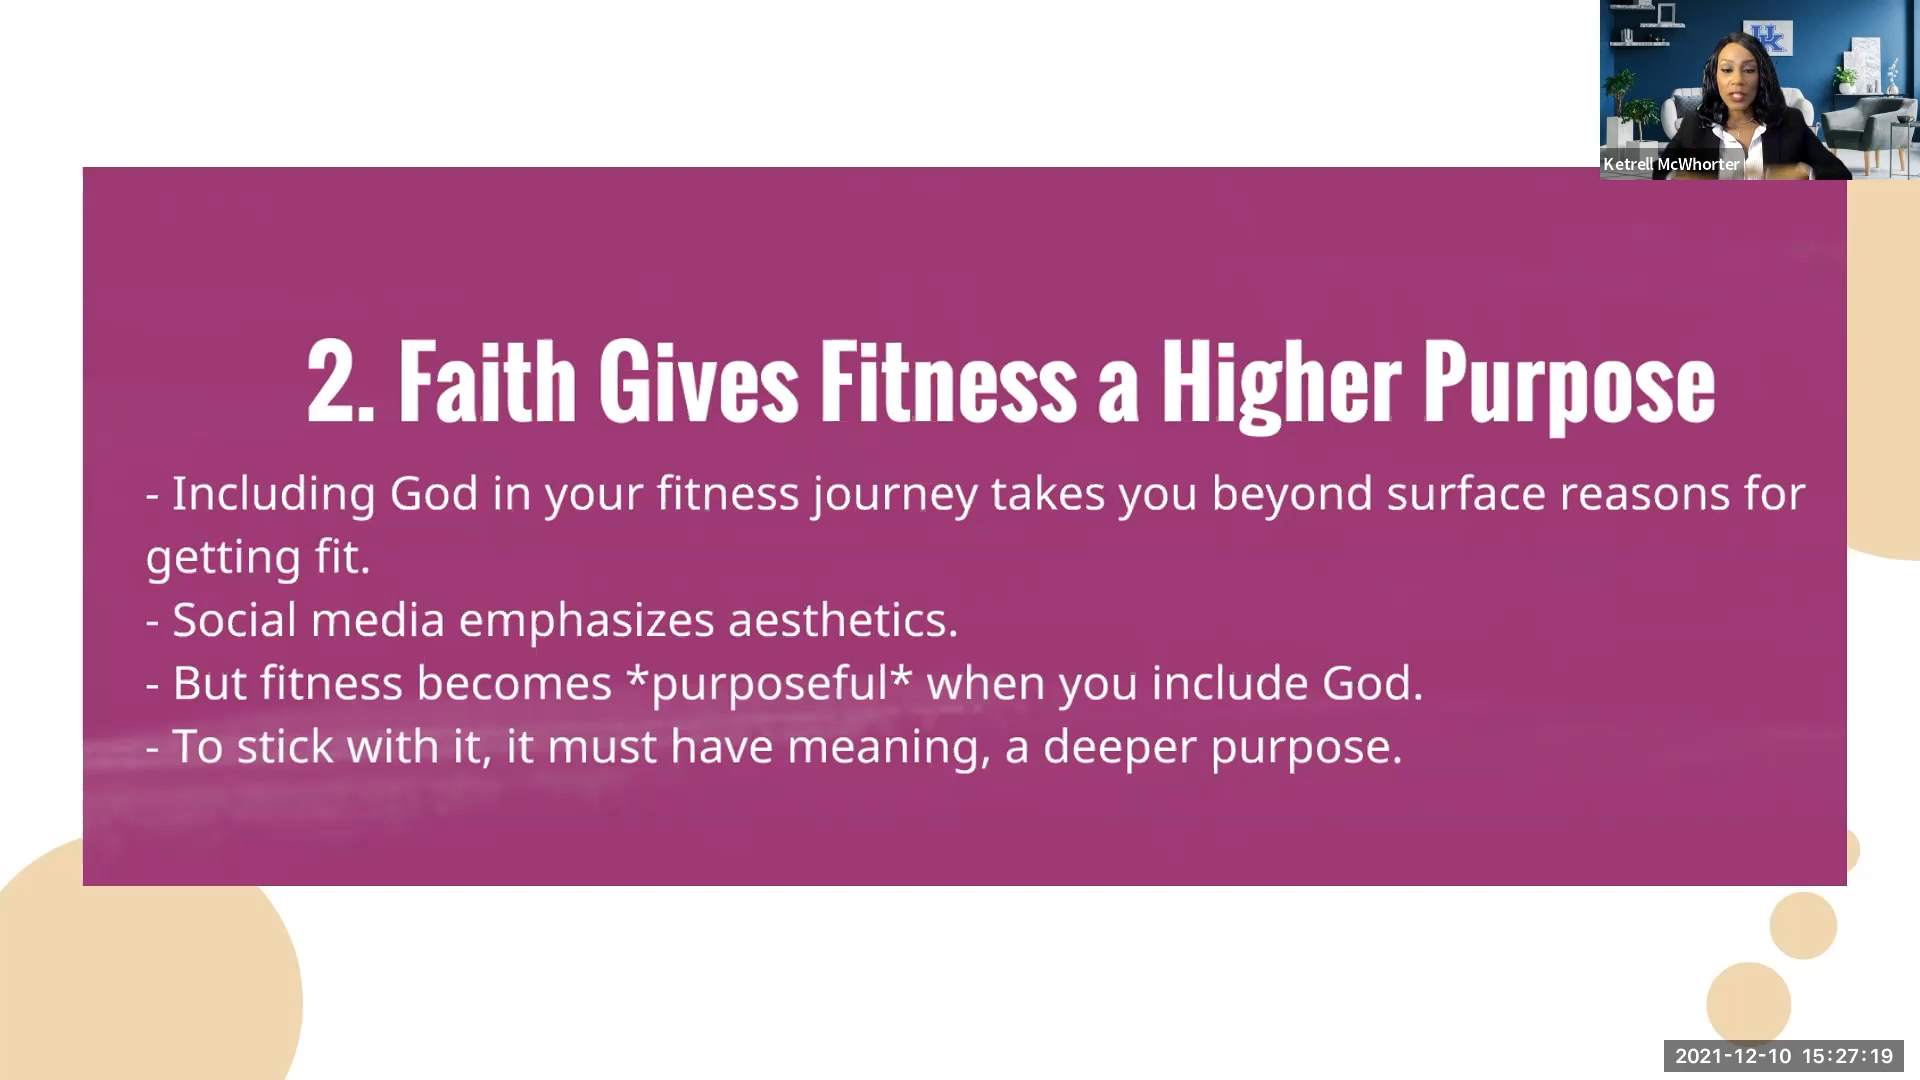 UK
Ketrell McWhorter
2. Faith Gives Fitness a Higher Purpose
- Including God in your fitness journey takes you beyond surface reasons for
getting fit.
- Social media emphasizes aesthetics.
- But fitness becomes *purposeful* when you include God.
- To stick with it, it must have meaning, a deeper purpose.
2021-12-10 15:27:19